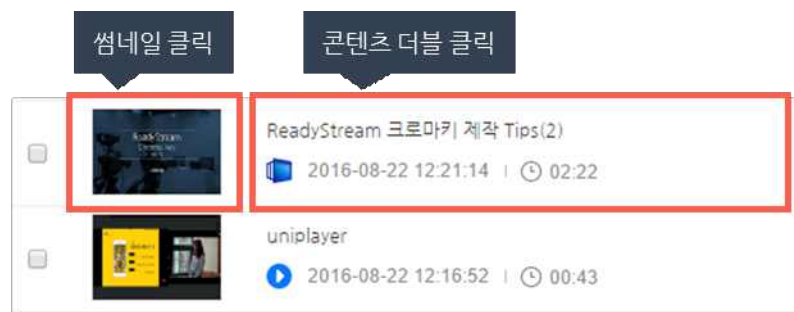 썸네일 클릭
콘텐츠 더블 클릭
ReadyStream
ReadyStream 크로마키 제작 Tips(2)
2016-08-22 12:21:14 | 02:22
uniplayer
2016-08-22 12:16:52 | 00:43